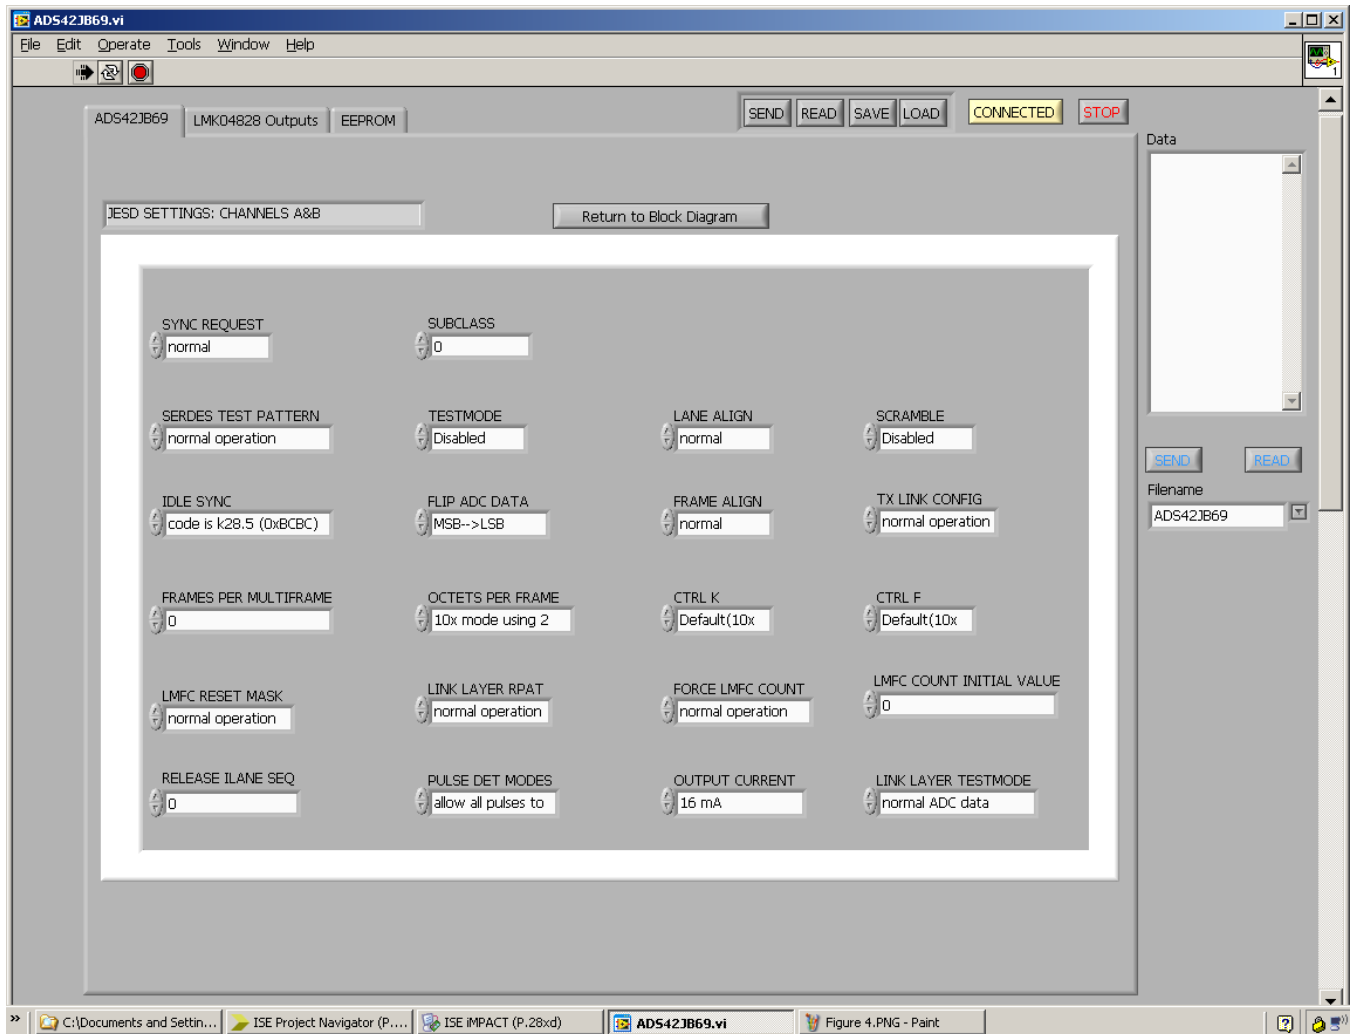 ADS42JB69.vi
File Edit Operate Tools Window Help
1
ADS42JB69 LMK04828 Outputs EEPROM
SEND READ SAVE LOAD CONNECTED STOP
Data
JESD SETTINGS: CHANNELS A&B
Return to Block Diagram
SYNC REQUEST SUBCLASS
normal 0
SERDES TEST PATTERN TESTMODE LANE ALIGN SCRAMBLE
normal operation Disabled normal Disabled
SEND READ
IDLE SYNC FLIP ADC DATA FRAME ALIGN TX LINK CONFIG
code is k28.5 (0xBCBC) MSB-->LSB normal normal operation
Filename
ADS42JB69
FRAMES PER MULTIFRAME OCTETS PER FRAME CTRL K CTRL F
0 10x mode using 2 Default(10x Default(10x
LMFC RESET MASK LINK LAYER RPAT FORCE LMFC COUNT LMFC COUNT INITIAL VALUE
normal operation normal operation normal operation 0
RELEASE ILANE SEQ PULSE DET MODES OUTPUT CURRENT LINK LAYER TESTMODE
0 allow all pulses to 16 mA normal ADC data
» C:\Documents and Settin... ISE Project Navigator (P.... ISE iMPACT (P.28xd) ADS42JB69.vi Figure 4.PNG - Paint